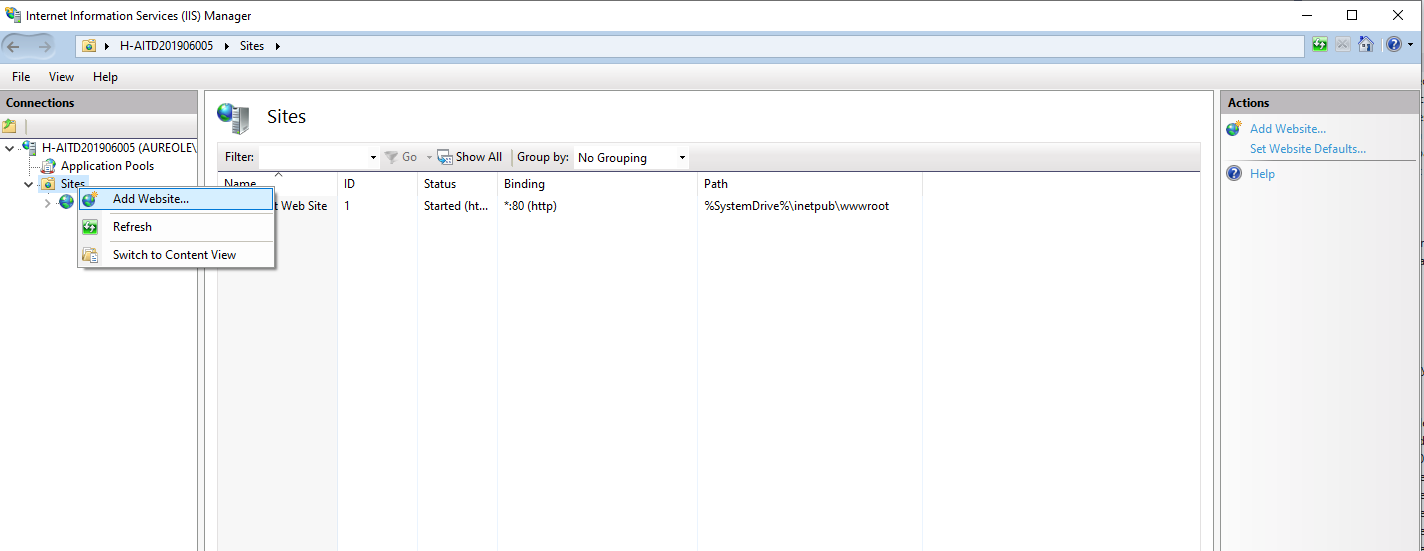 Internet Information Services (IIS) Manager
H-AITD201906005 Sites
File View Help
Connections
H-AITD201906005 (AUREOLE\
Application Pools
Sites
Add Website...
Refresh
Switch to Content View
Sites
Filter: Go Show All Group by: No Grouping
Name ID Status Binding Path
t Web Site 1 Started (ht... *:80 (http) %SystemDrive%\inetpub\wwwroot
Actions
Add Website...
Set Website Defaults...
Help